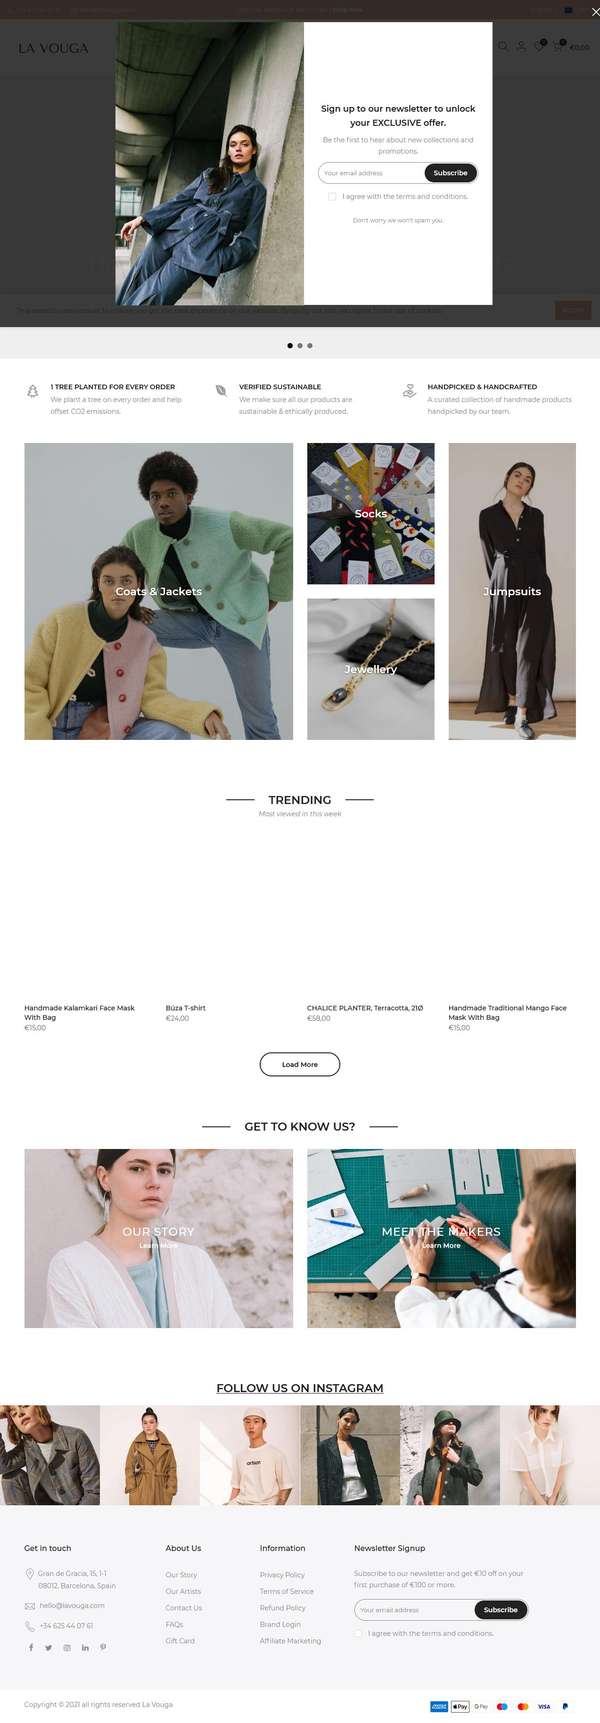 LA VOUGA
0
0
€0,00
Sign up to our newsletter to unlock
your EXCLUSIVE offer.
Be the first to hear about new collections and
promotions.
Your email address
Subscribe
I agree with the terms and conditions.
Don't worry we won't spam you.
1 TREE PLANTED FOR EVERY ORDER
We plant a tree on every order and help
offset CO2 emissions.
VERIFIED SUSTAINABLE
We make sure all our products are
sustainable & ethically produced.
HANDPICKED & HANDCRAFTED
A curated collection of handmade products
handpicked by our team.
Coats & Jackets
Socks
Jewellery
Jumpsuits
TRENDING
Most viewed in this week
Handmade Kalamkari Face Mask
With Bag
€15,00
Búza T-shirt
€24,00
CHALICE PLANTER, Terracotta, 21Ø
€58,00
Handmade Traditional Mango Face
Mask With Bag
€15,00
Load More
GET TO KNOW US?
OUR STORY
Learn More
MEET THE MAKERS
Learn More
FOLLOW US ON INSTAGRAM
artisan
Get in touch
Gran de Gracia, 15, 1-1
08012, Barcelona, Spain
hello@lavouga.com
+34 625 44 07 61
About Us
Our Story
Our Artists
Contact Us
FAQs
Gift Card
Information
Privacy Policy
Terms of Service
Refund Policy
Brand Login
Affiliate Marketing
Newsletter Signup
Subscribe to our newsletter and get €10 off on your
first purchase of €100 or more.
Your email address
Subscribe
I agree with the terms and conditions.
Copyright © 2021 all rights reserved La Vouga
Pay
G Pay
VISA